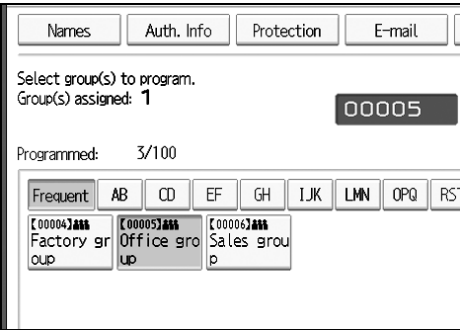 Names Auth. Info Protection E-mail
Select group(s) to program.
Group(s) assigned: 1
00005
Programmed: 3/100
Frequent AB CD EF GH IJK LMN OPQ RST
【00004】 【00005】 【00006】
Factory gr Office gro Sales grou
oup up p